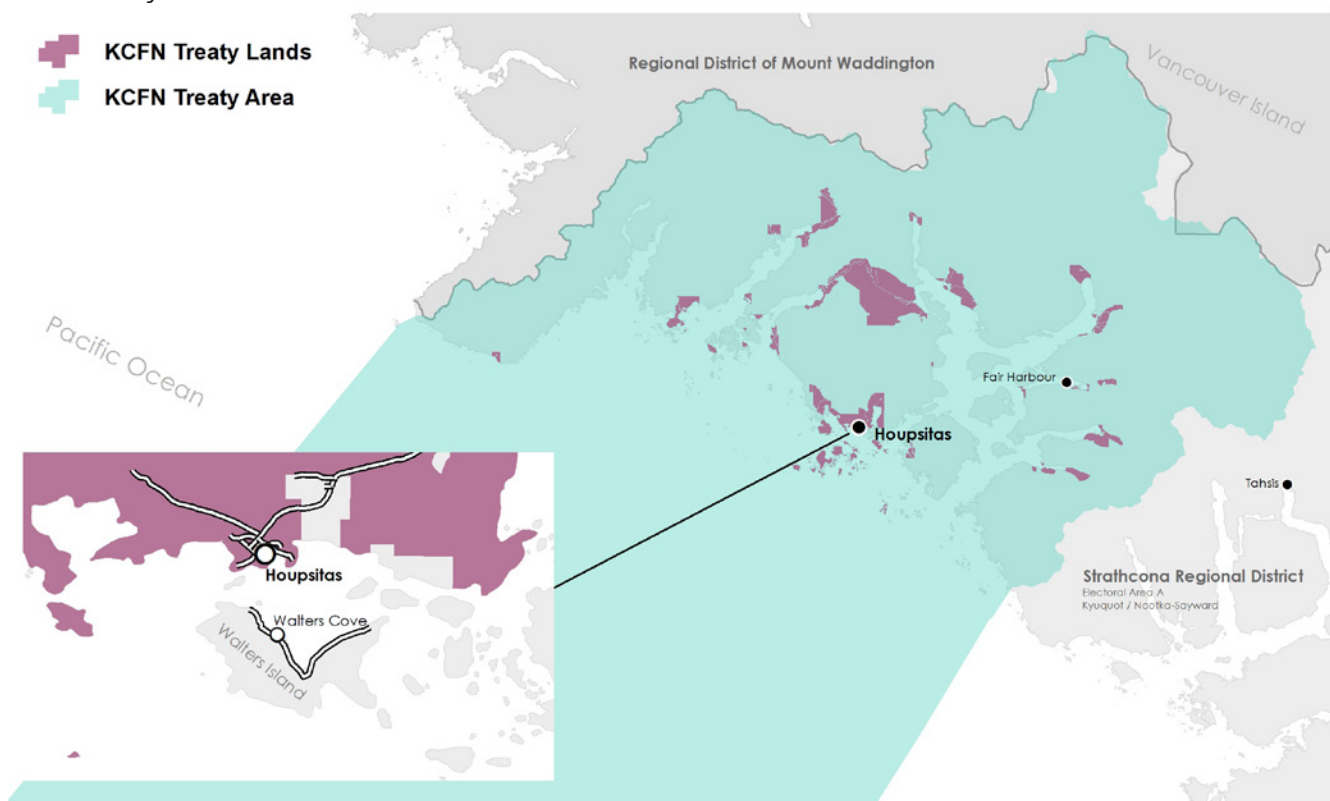 KCFN Treaty Lands
KCFN Treaty Area
Regional District of Mount Waddington
Vancouver Island
Pacific Ocean
Fair Harbour
Houpsitas
Tahsis
Strathcona Regional District
Electoral Area A
Kyuquot / Nootka-Sayward
Houpsitas
Walters Cove
Walters Island